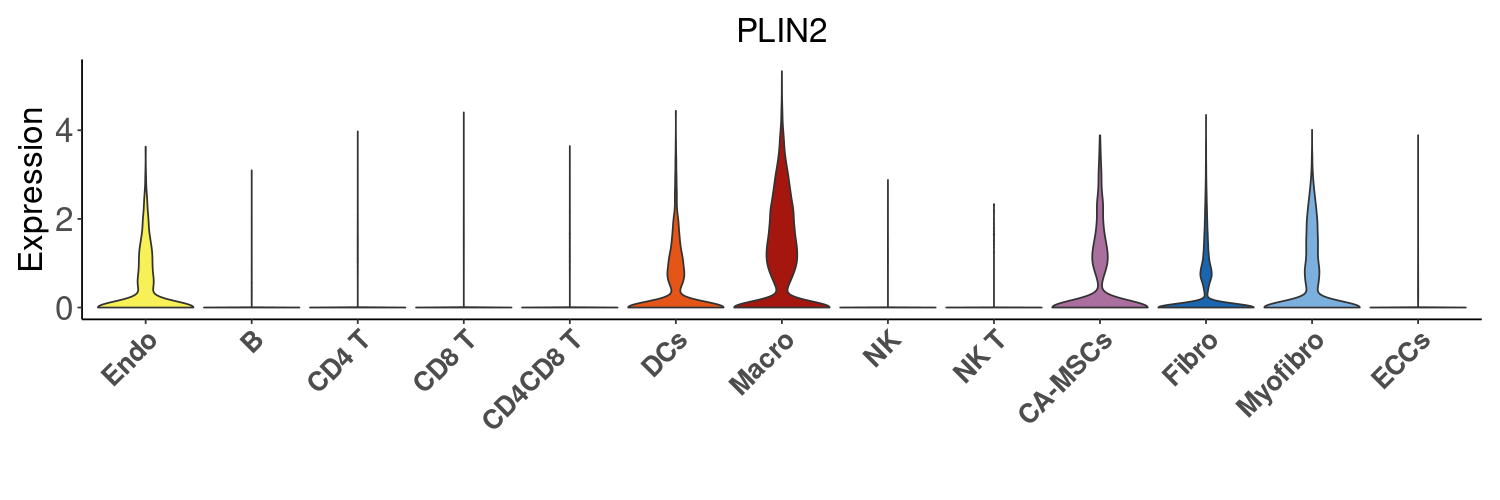 PLIN2
Expression
4
2
0
Endo
B
CD4 T
CD8 T
CD4CD8 T
DCs
Macro
NK
NK T
CA-MSCs
Fibro
Myofibro
ECCs